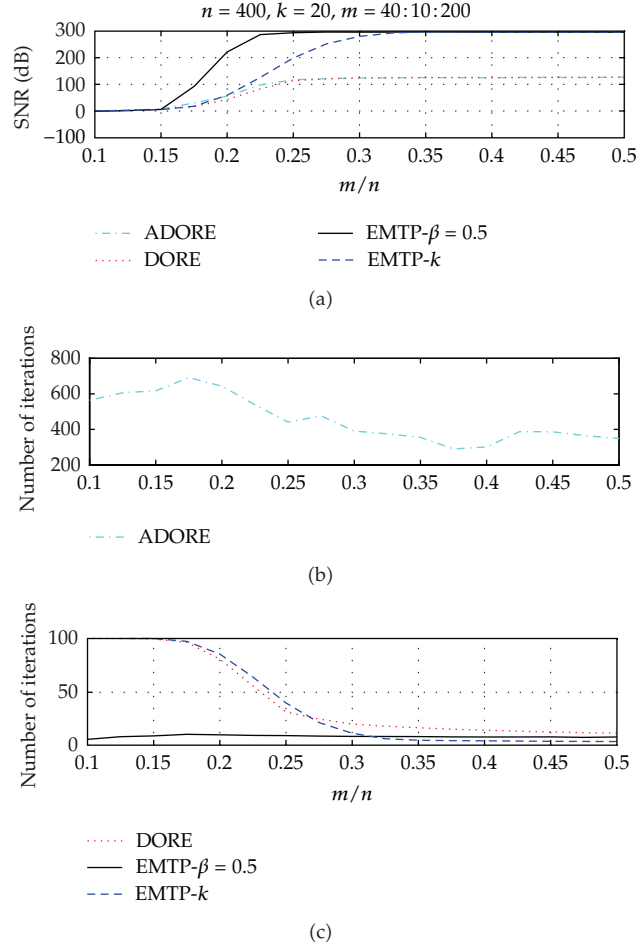 n = 400, k = 20, m = 40:10:200
SNR (dB)
300
200
100
0
−100
0.1 0.15 0.2 0.25 0.3 0.35 0.4 0.45 0.5
m/n
ADORE
DORE
EMTP-β = 0.5
EMTP-k
(a)
Number of iterations
800
600
400
200
0.1 0.15 0.2 0.25 0.3 0.35 0.4 0.45 0.5
ADORE
(b)
Number of iterations
100
50
0
0.1 0.15 0.2 0.25 0.3 0.35 0.4 0.45 0.5
m/n
DORE
EMTP-β = 0.5
EMTP-k
(c)